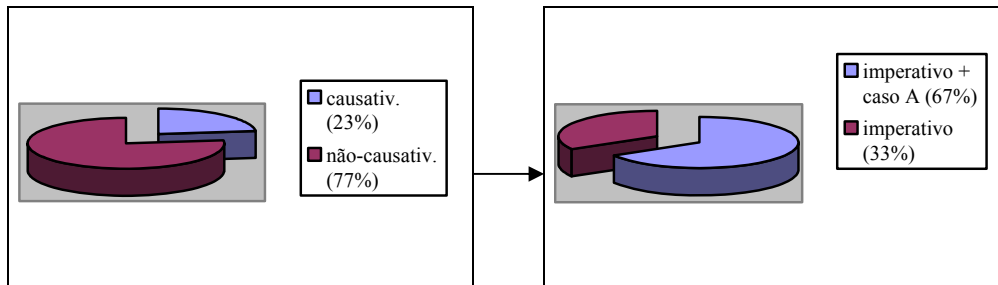 causativ.
(23%)
não-causativ.
(77%)
imperativo +
caso A (67%)
imperativo
(33%)